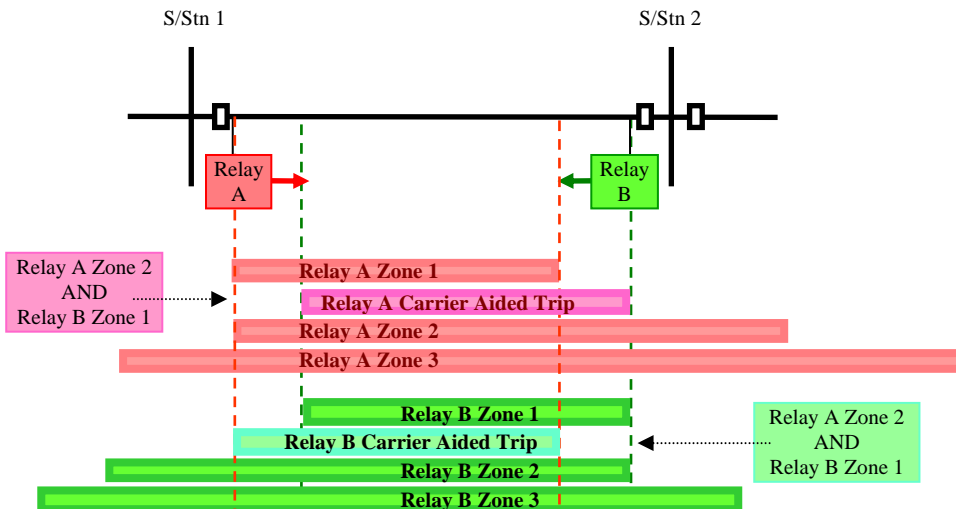 S/Stn 1
S/Stn 2
Relay
A
Relay
B
Relay A Zone 2
AND
Relay B Zone 1
Relay A Zone 1
Relay A Carrier Aided Trip
Relay A Zone 2
Relay A Zone 3
Relay B Zone 1
Relay B Carrier Aided Trip
Relay B Zone 2
Relay B Zone 3
Relay A Zone 2
AND
Relay B Zone 1